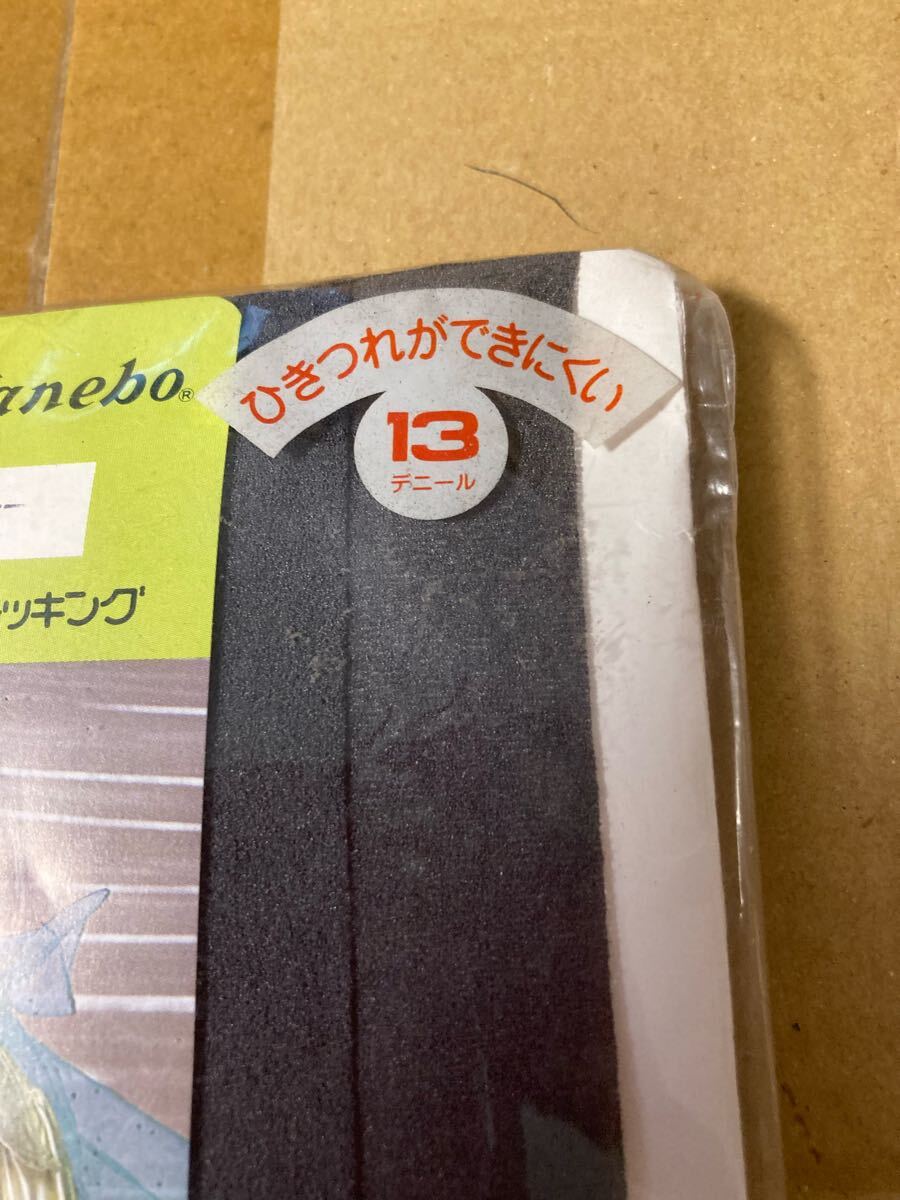 ひきつれができにくい
anebo®
13
デニール
ッキング